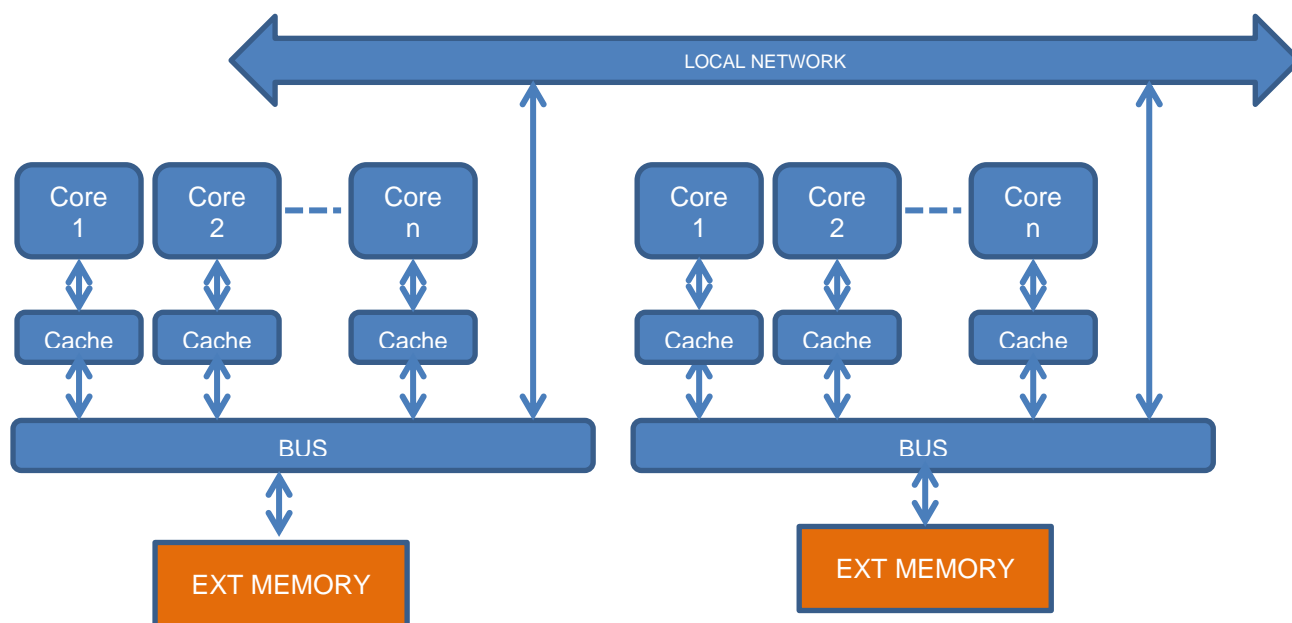 LOCAL NETWORK
Core
1
Core
2
Core
n
Core
1
Core
2
Core
n
Cache
Cache
Cache
Cache
Cache
Cache
BUS
BUS
EXT MEMORY
EXT MEMORY